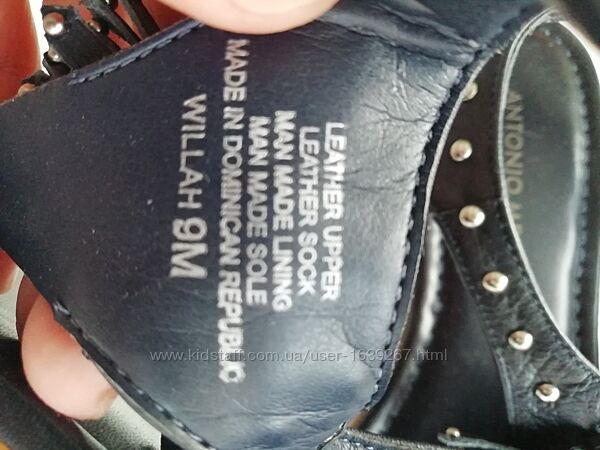 LEATHER UPPER
LEATHER SOCK
MAN MADE LINING
MAN MADE SOLE
MADE IN DOMINICAN REPUBLIC
WILLAH 9M
ANTONIO
www.kidstaff.com.ua/user-1639267.html